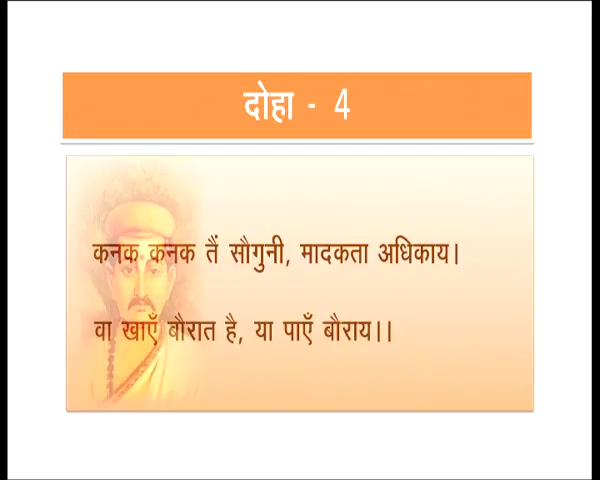 दोहा - 4
कनक कनक तैं सौगुनी, मादकता अधिकाय।
वा खाएँ बौरात है, या पाएँ बौराय।।